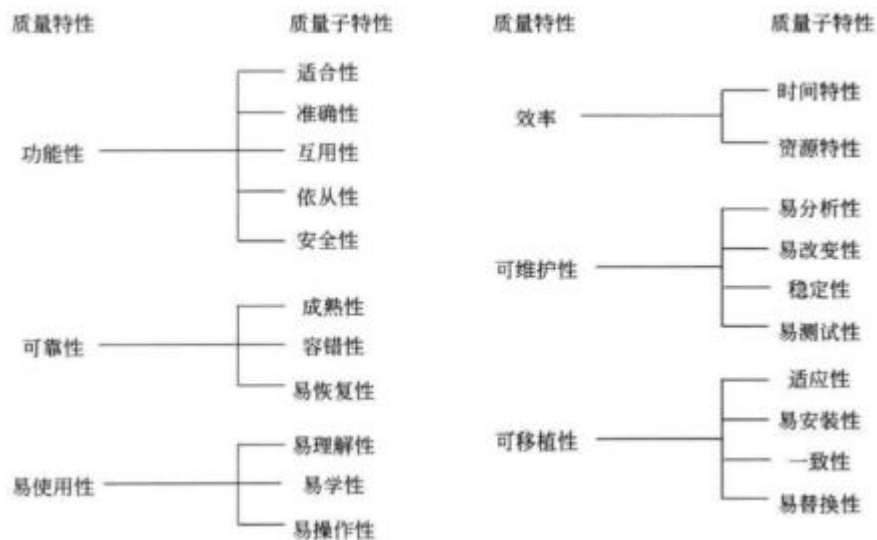 质量特性
质量子特性
功能性
适合性
准确性
互用性
依从性
安全性
可靠性
成熟性
容错性
易恢复性
易使用性
易理解性
易学性
易操作性
质量特性
质量子特性
效率
时间特性
资源特性
可维护性
易分析性
易改变性
稳定性
易测试性
可移植性
适应性
易安装性
一致性
易替换性